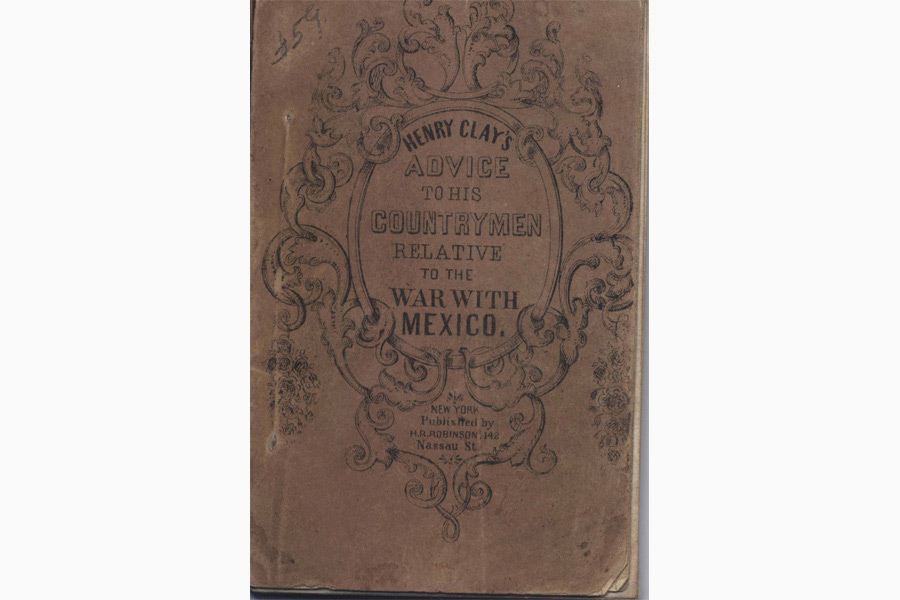 HENRY CLAY'S
ADVICE
TO HIS
COUNTRYMEN
RELATIVE
TO THE
WAR WITH
MEXICO.
NEW YORK
Published by
H.R. ROBINSON, 142
Nassau St.